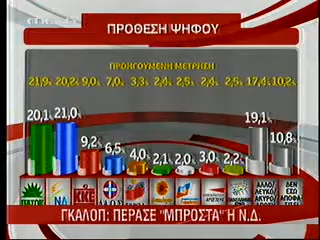 ΠΡΟΘΕΣΗ ΨΗΦΟΥ
ΠΡΟΗΓΟΥΜΕΝΗ ΜΕΤΡΗΣΗ
21,9% 20,2% 9,0% 7,0% 3,3% 2,4% 2,5% 2,4% 2,5% 17,4% 10,2%
20,1% 21,0% 9,2% 6,5% 4,0% 2,1% 2,0% 3,0% 2,2% 19,1% 10,8%
ΝΔ ΚΚΕ ΑΛΛΟ/ ΛΕΥΚΟ/ ΑΚΥΡΟ ΔΕΝ ΕΧΩ ΑΠΟΦΑ
ΓΚΑΛΟΠ: ΠΕΡΑΣΕ "ΜΠΡΟΣΤΑ" Η Ν.Δ.